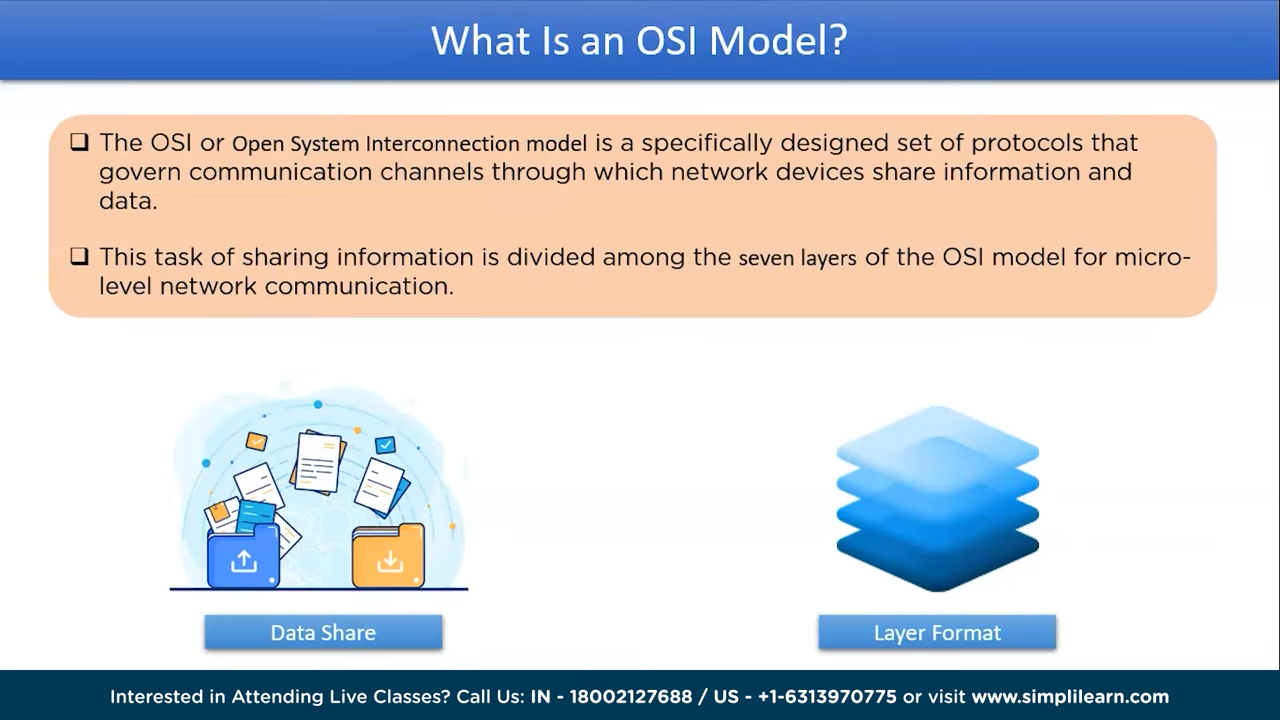 What Is an OSI Model?
❑ The OSI or Open System Interconnection model is a specifically designed set of protocols that
govern communication channels through which network devices share information and
data.
❑ This task of sharing information is divided among the seven layers of the OSI model for micro-
level network communication.
Data Share
Layer Format
Interested in Attending Live Classes? Call Us: IN - 18002127688 / US - +1-6313970775 or visit www.simplilearn.com